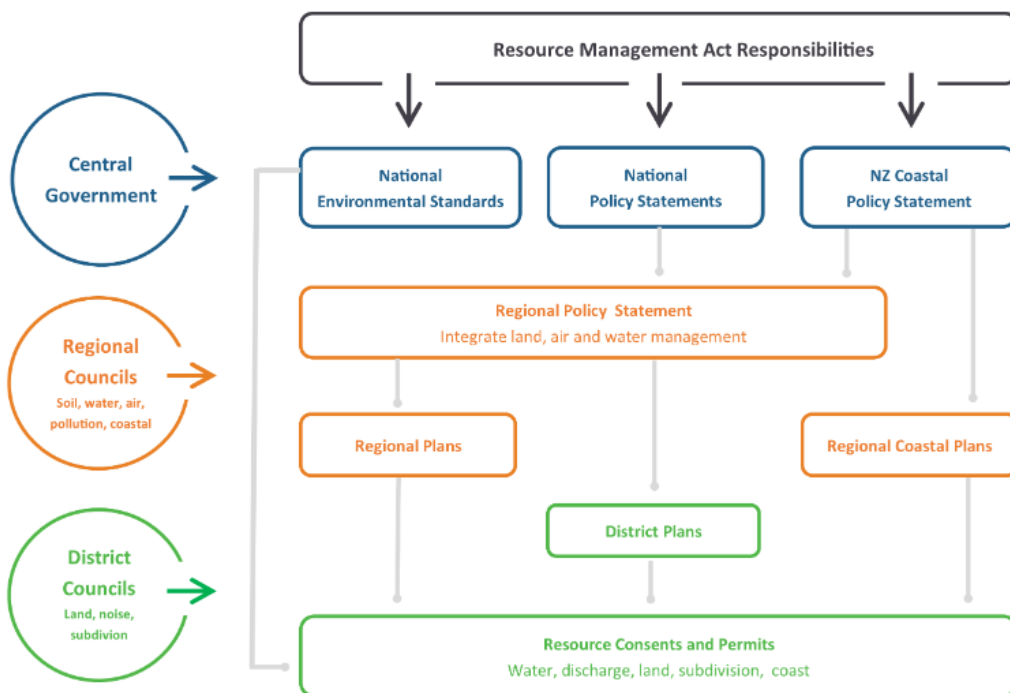 Resource Management Act Responsibilities
Central
Government
National
Environmental Standards
National
Policy Statements
NZ Coastal
Policy Statement
Regional
Councils
Soil, water, air,
pollution, coastal
Regional Policy Statement
Integrate land, air and water management
Regional Plans
Regional Coastal Plans
District
Councils
Land, noise,
subdivion
District Plans
Resource Consents and Permits
Water, discharge, land, subdivision, coast